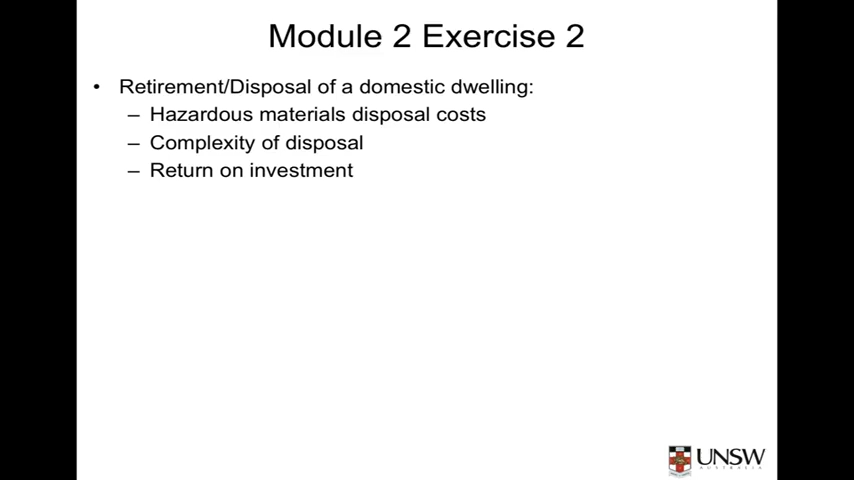 Module 2 Exercise 2
• Retirement/Disposal of a domestic dwelling:
– Hazardous materials disposal costs
– Complexity of disposal
– Return on investment
UNSW
AUSTRALIA